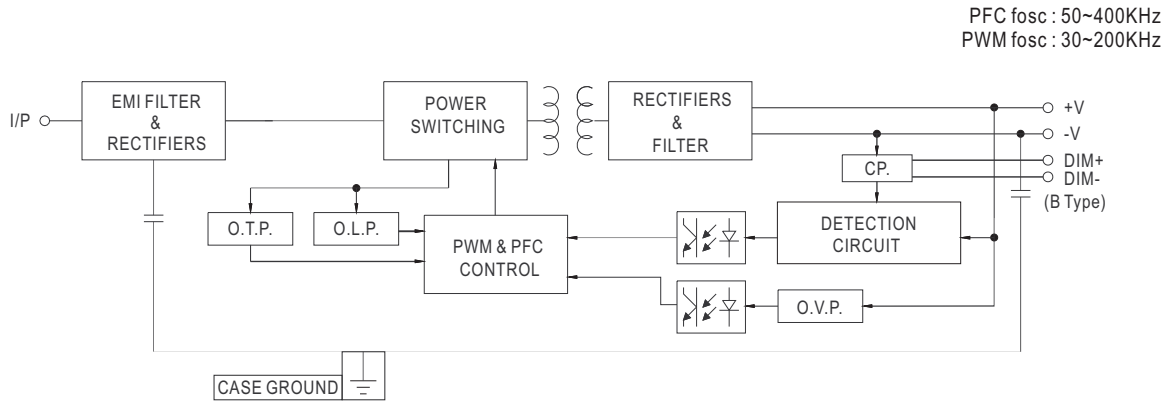 PFC fosc : 50~400KHz
PWM fosc : 30~200KHz
I/P
EMI FILTER
&
RECTIFIERS
POWER
SWITCHING
RECTIFIERS
&
FILTER
+V
-V
DIM+
DIM-
(B Type)
CP.
O.T.P.
O.L.P.
PWM & PFC
CONTROL
DETECTION
CIRCUIT
O.V.P.
CASE GROUND